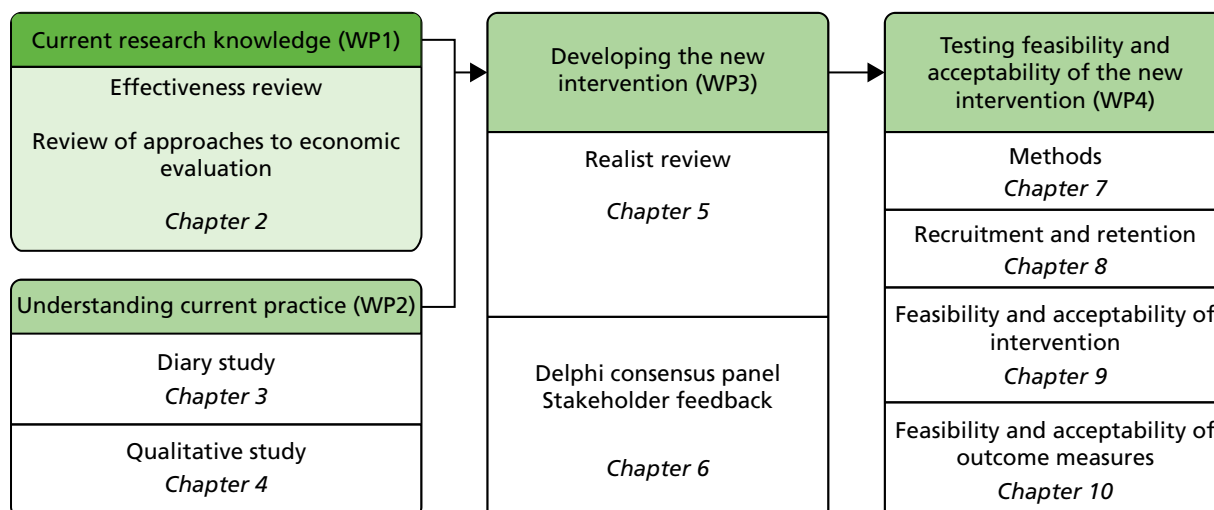 Current research knowledge (WP1)
Effectiveness review
Review of approaches to economic
evaluation
Chapter 2
Understanding current practice (WP2)
Diary study
Chapter 3
Qualitative study
Chapter 4
Developing the new
intervention (WP3)
Realist review
Chapter 5
Delphi consensus panel
Stakeholder feedback
Chapter 6
Testing feasibility and
acceptability of the new
intervention (WP4)
Methods
Chapter 7
Recruitment and retention
Chapter 8
Feasibility and acceptability of
intervention
Chapter 9
Feasibility and acceptability of
outcome measures
Chapter 10